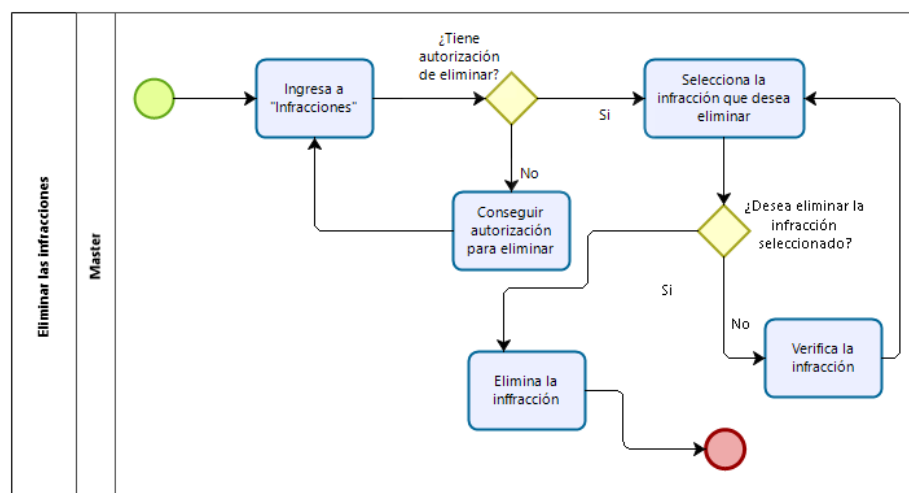 Eliminar las infracciones
Master
Ingresa a
"Infracciones"
¿Tiene
autorización
de eliminar?
Si
Selecciona la
infracción que desea
eliminar
No
Conseguir
autorización
para eliminar
¿Desea eliminar la
infracción
seleccionado?
Si
No
Verifica la
infracción
Elimina la
inffracción